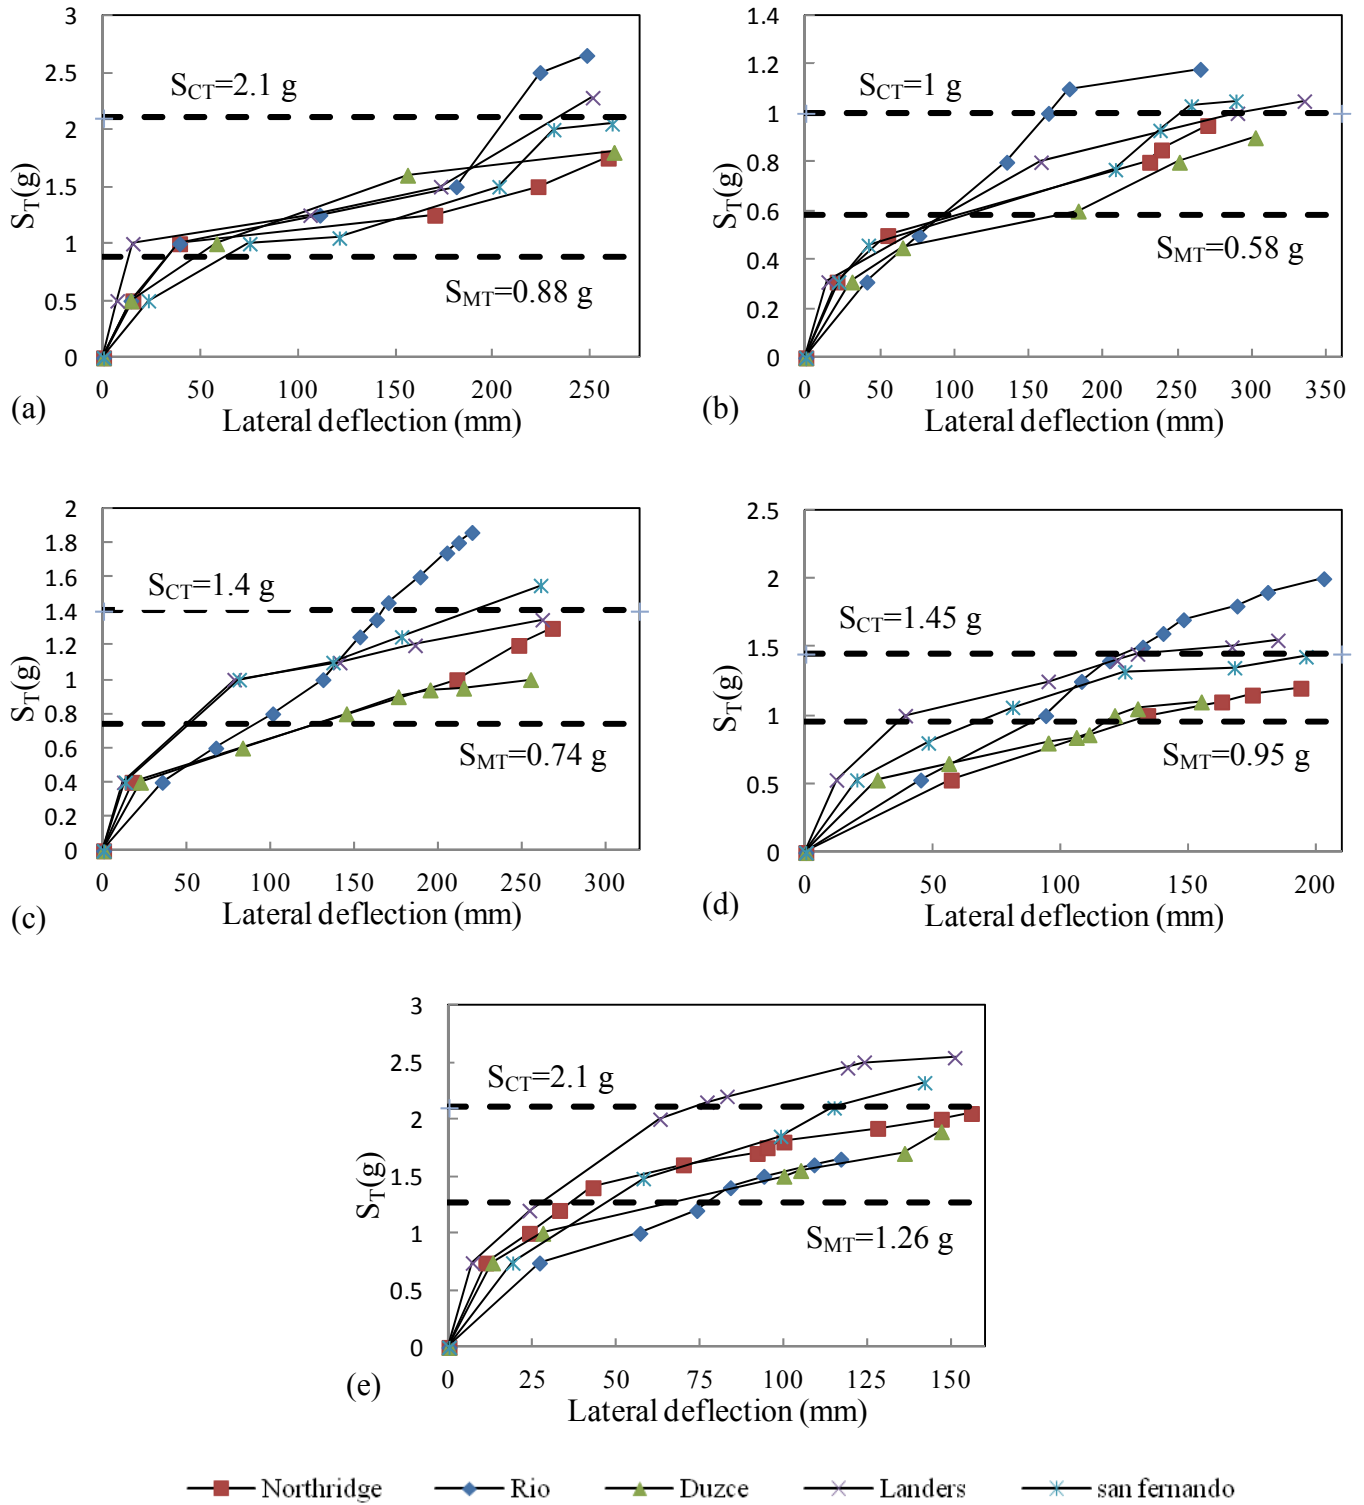 3
2.5
2
1.5
1
0.5
0
S_T(g)
S_CT=2.1 g
S_MT=0.88 g
0 50 100 150 200 250
(a)
Lateral deflection (mm)
1.4
1.2
1
0.8
0.6
0.4
0.2
0
S_T(g)
S_CT=1 g
S_MT=0.58 g
0 50 100 150 200 250 300 350
(b)
Lateral deflection (mm)
2
1.8
1.6
1.4
1.2
1
0.8
0.6
0.4
0.2
0
S_T(g)
S_CT=1.4 g
S_MT=0.74 g
0 50 100 150 200 250 300
(c)
Lateral deflection (mm)
2.5
2
1.5
1
0.5
0
S_T(g)
S_CT=1.45 g
S_MT=0.95 g
0 50 100 150 200
(d)
Lateral deflection (mm)
3
2.5
2
1.5
1
0.5
0
S_T(g)
S_CT=2.1 g
S_MT=1.26 g
0 25 50 75 100 125 150
(e)
Lateral deflection (mm)
Northridge Rio Duzce Landers san fernando